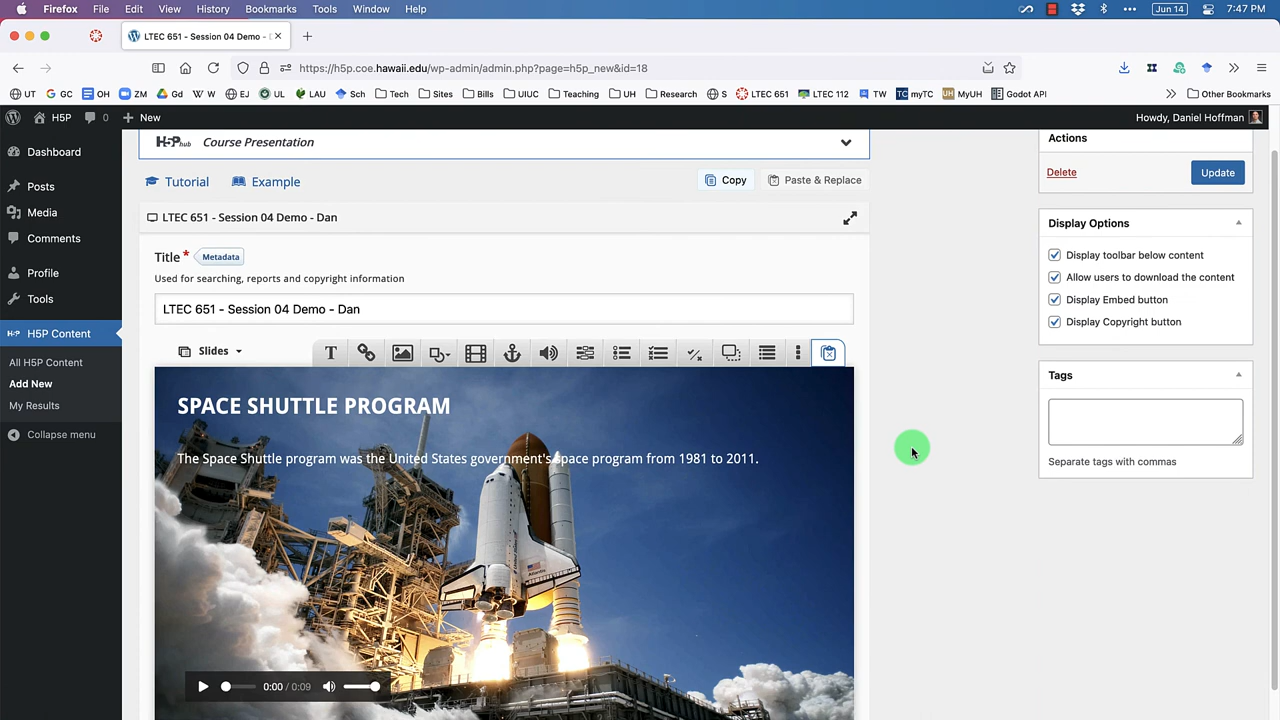 Firefox File Edit View History Bookmarks Tools Window Help Jun 14 7:47 PM
LTEC 651 - Session 04 Demo -
https://h5p.coe.hawaii.edu/wp-admin/admin.php?page=h5p_new&id=18
UT GC OH ZM Gd W EJ UL LAU Sch Tech Sites Bills UIUC Teaching UH Research S LTEC 651 LTEC 112 TW myTC MyUH Godot API Other Bookmarks
H5P 0 New Howdy, Daniel Hoffman
Dashboard
Posts
Media
Comments
Profile
Tools
H5P Content
All H5P Content
Add New
My Results
Collapse menu
H5P hub Course Presentation
Tutorial Example Copy Paste & Replace
LTEC 651 - Session 04 Demo - Dan
Title* Metadata
Used for searching, reports and copyright information
LTEC 651 - Session 04 Demo - Dan
Slides
SPACE SHUTTLE PROGRAM
The Space Shuttle program was the United States government's space program from 1981 to 2011.
0:00 / 0:09
Actions
Delete Update
Display Options
Display toolbar below content
Allow users to download the content
Display Embed button
Display Copyright button
Tags
Separate tags with commas